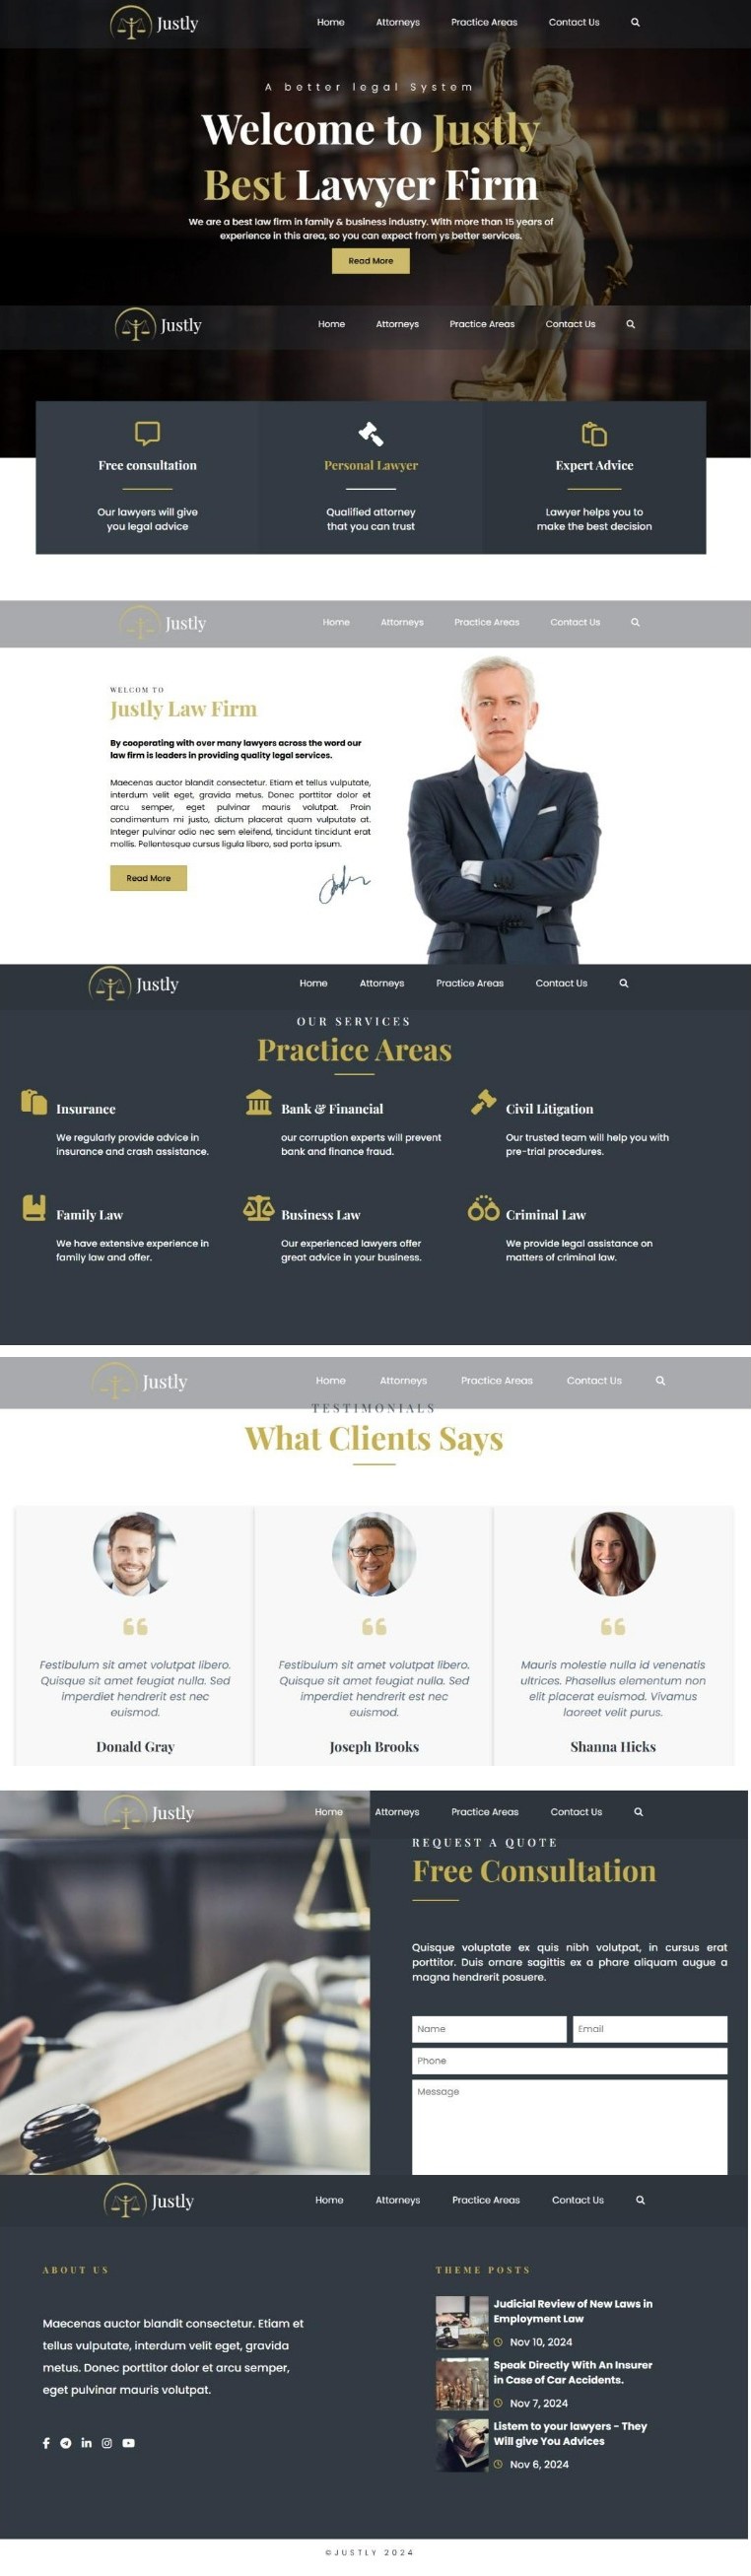 Justly
Home Attorneys Practice Areas Contact Us
A better legal System
Welcome to Justly
Best Lawyer Firm
We are a best law firm in family & business industry. With more than 15 years of
experience in this area, so you can expect from ys better services.
Read More
Justly
Home Attorneys Practice Areas Contact Us
Free consultation
Our lawyers will give
you legal advice
Personal Lawyer
Qualified attorney
that you can trust
Expert Advice
Lawyer helps you to
make the best decision
Justly
Home Attorneys Practice Areas Contact Us
WELCOM TO
Justly Law Firm
By cooperating with over many lawyers across the word our
law firm is leaders in providing quality legal services.
Maecenas auctor blandit consectetur. Etiam et tellus vulputate,
interdum velit eget, gravida metus. Donec porttitor dolor et
arcu semper, eget pulvinar mauris volutpat. Proin
condimentum mi justo, dictum placerat quam vulputate at.
Integer pulvinar odio nec sem eleifend, tincidunt tincidunt erat
mollis. Pellentesque cursus ligula libero, sed porta ipsum.
Read More
Justly
Home Attorneys Practice Areas Contact Us
OUR SERVICES
Practice Areas
Insurance
We regularly provide advice in
insurance and crash assistance.
Bank & Financial
our corruption experts will prevent
bank and finance fraud.
Civil Litigation
Our trusted team will help you with
pre-trial procedures.
Family Law
We have extensive experience in
family law and offer.
Business Law
Our experienced lawyers offer
great advice in your business.
Criminal Law
We provide legal assistance on
matters of criminal law.
Justly
Home Attorneys Practice Areas Contact Us
TESTIMONIALS
What Clients Says
Festibulum sit amet volutpat libero.
Quisque sit amet feugiat nulla. Sed
imperdiet hendrerit est nec
euismod.
Donald Gray
Festibulum sit amet volutpat libero.
Quisque sit amet feugiat nulla. Sed
imperdiet hendrerit est nec
euismod.
Joseph Brooks
Mauris molestie nulla id venenatis
ultrices. Phasellus elementum non
elit placerat euismod. Vivamus
laoreet velit purus.
Shanna Hicks
Justly
Home Attorneys Practice Areas Contact Us
REQUEST A QUOTE
Free Consultation
Quisque voluptate ex quis nibh volutpat, in cursus erat
porttitor. Duis ornare sagittis ex a phare aliquam augue a
magna hendrerit posuere.
Name
Email
Phone
Message
Justly
Home Attorneys Practice Areas Contact Us
ABOUT US
Maecenas auctor blandit consectetur. Etiam et
tellus vulputate, interdum velit eget, gravida
metus. Donec porttitor dolor et arcu semper,
eget pulvinar mauris volutpat.
THEME POSTS
Judicial Review of New Laws in
Employment Law
Nov 10, 2024
Speak Directly With An Insurer
in Case of Car Accidents.
Nov 7, 2024
Listem to your lawyers - They
Will give You Advices
Nov 6, 2024
©JUSTLY 2024